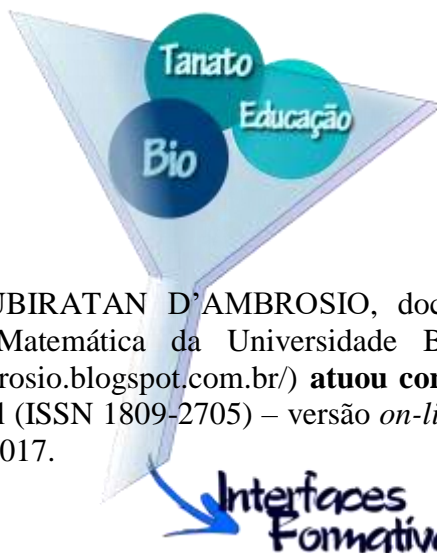 Tanato
Educação
Bio
UBIRATAN D’AMBROSIO, doc
Matemática da Universidade B
rosio.blogspot.com.br/) atuou con
l (ISSN 1809-2705) – versão on-li
017.
Interfaces
Formativ